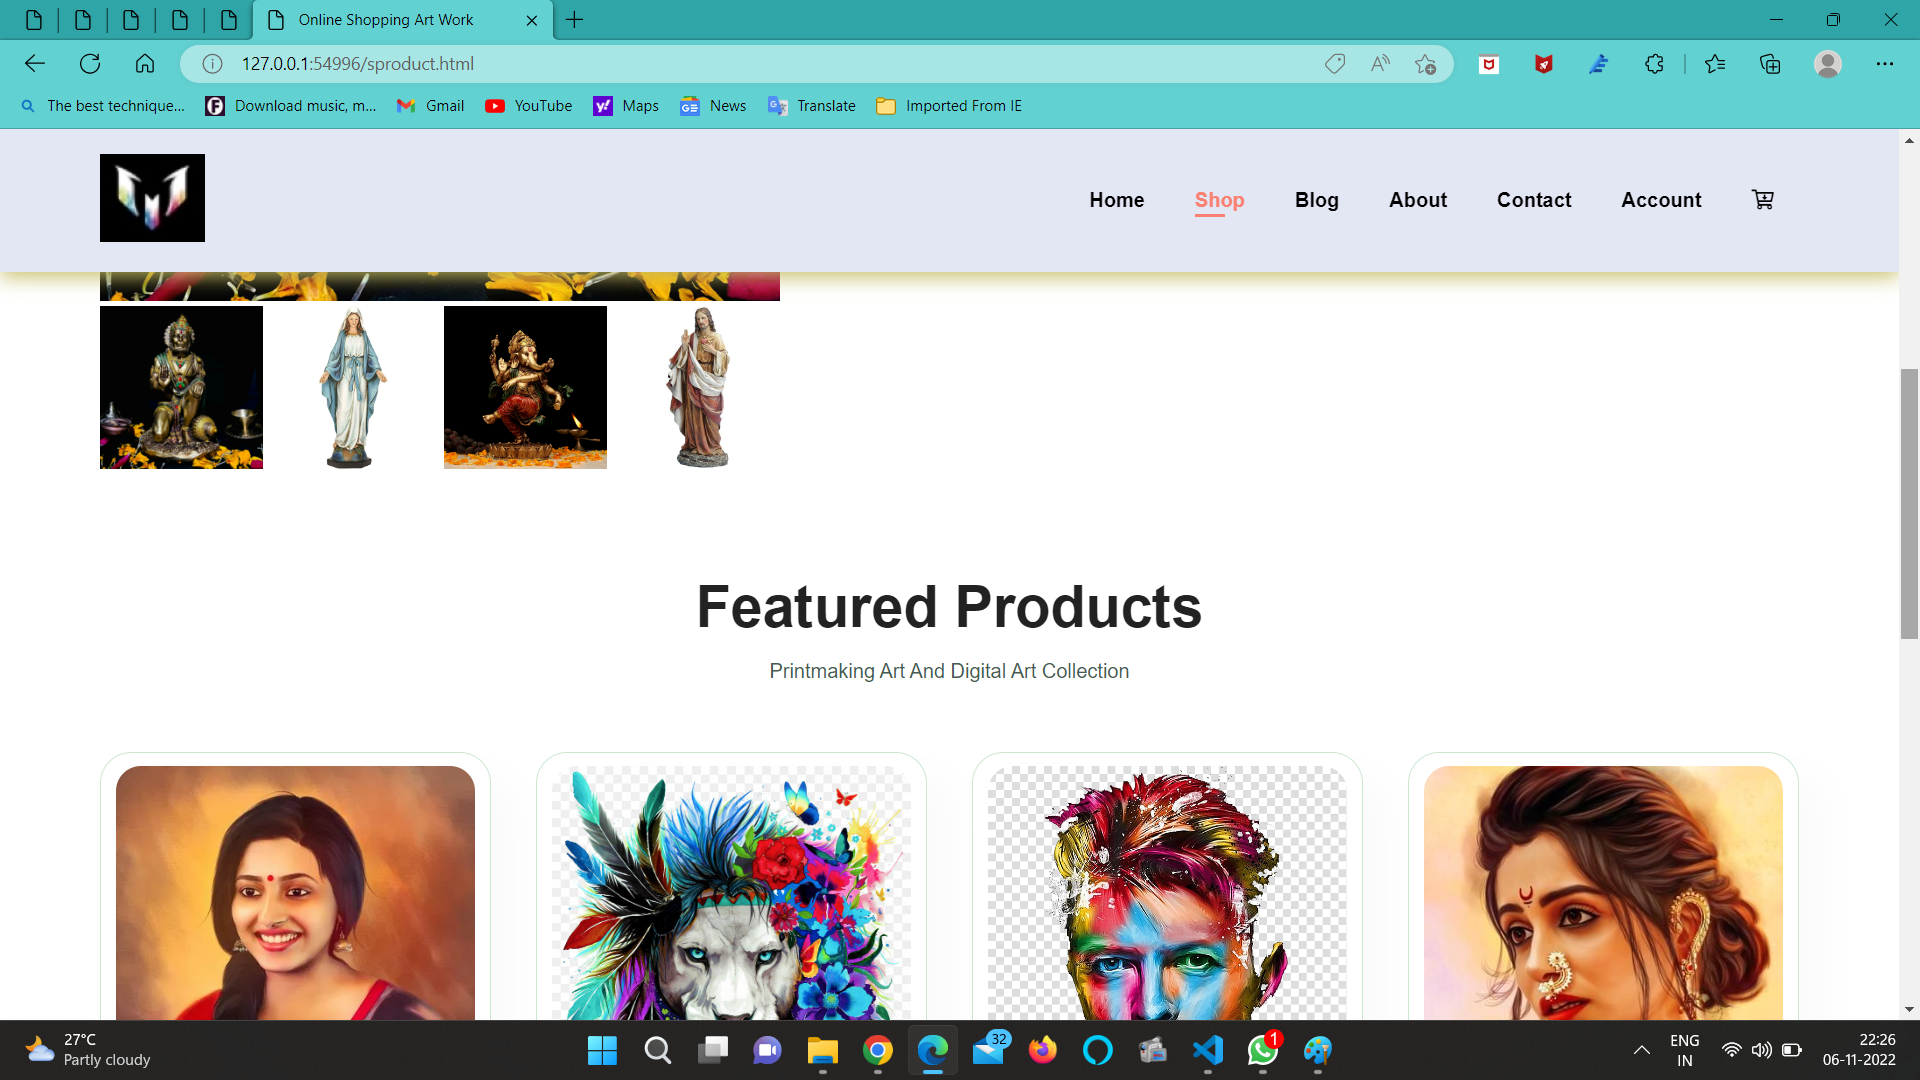 Online Shopping Art Work
127.0.0.1:54996/sproduct.html
The best technique...
Download music, m...
Gmail
YouTube
Maps
News
Translate
Imported From IE
Home
Shop
Blog
About
Contact
Account
Featured Products
Printmaking Art And Digital Art Collection
27°C
Partly cloudy
32
1
ENG
IN
22:26
06-11-2022